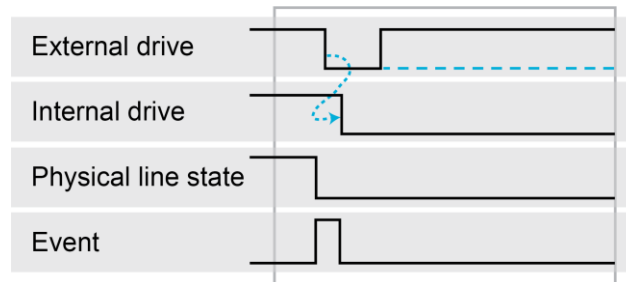 External drive
Internal drive
Physical line state
Event